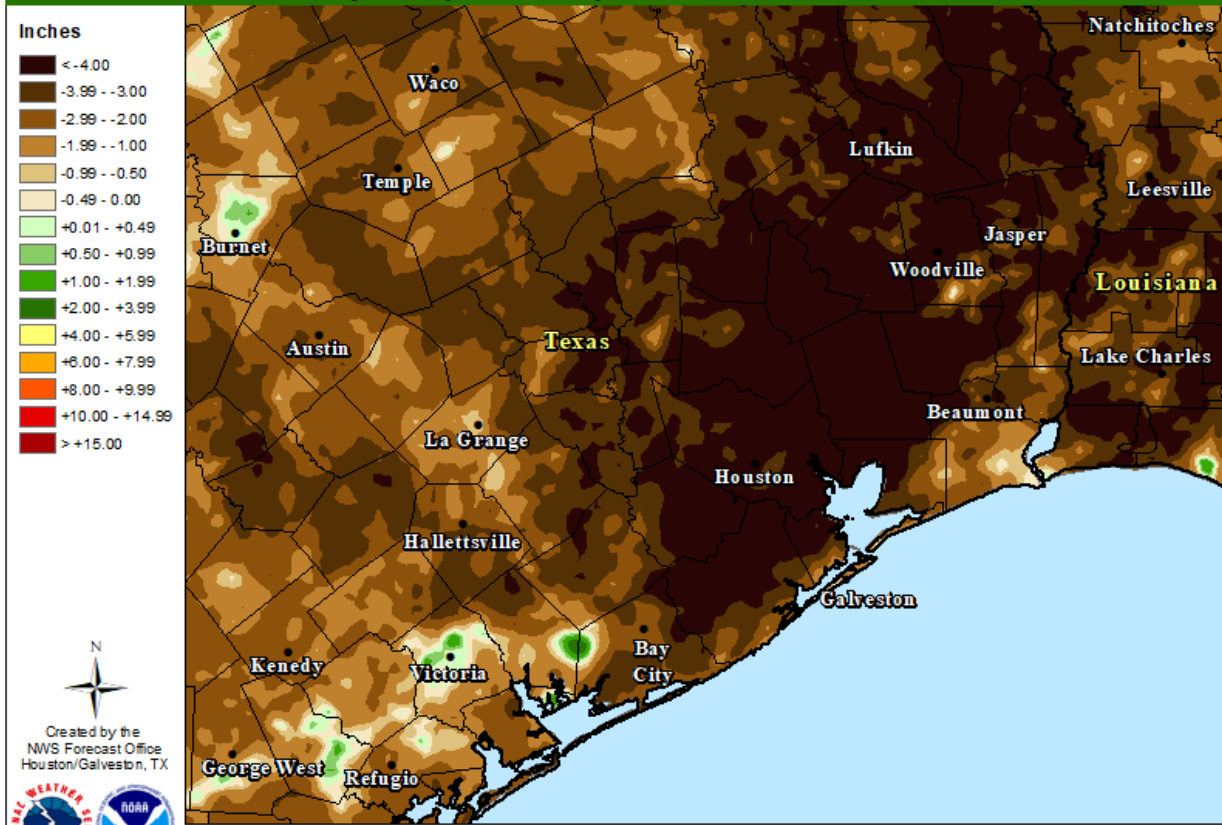 Inches
< -4.00
-3.99 - -3.00
-2.99 - -2.00
-1.99 - -1.00
-0.99 - -0.50
-0.49 - 0.00
+0.01 - +0.49
+0.50 - +0.99
+1.00 - +1.99
+2.00 - +3.99
+4.00 - +5.99
+6.00 - +7.99
+8.00 - +9.99
+10.00 - +14.99
> +15.00
Natchitoches
Waco
Lufkin
Temple
Leesville
Burnet
Jasper
Woodville
Louisiana
Texas
Austin
Lake Charles
Beaumont
La Grange
Houston
Hallettsville
Galveston
Bay
City
Kenedy
Victoria
George West
Refugio
N
Created by the
NWS Forecast Office
Houston/Galveston, TX
NAL WEATHER SE
NOAA